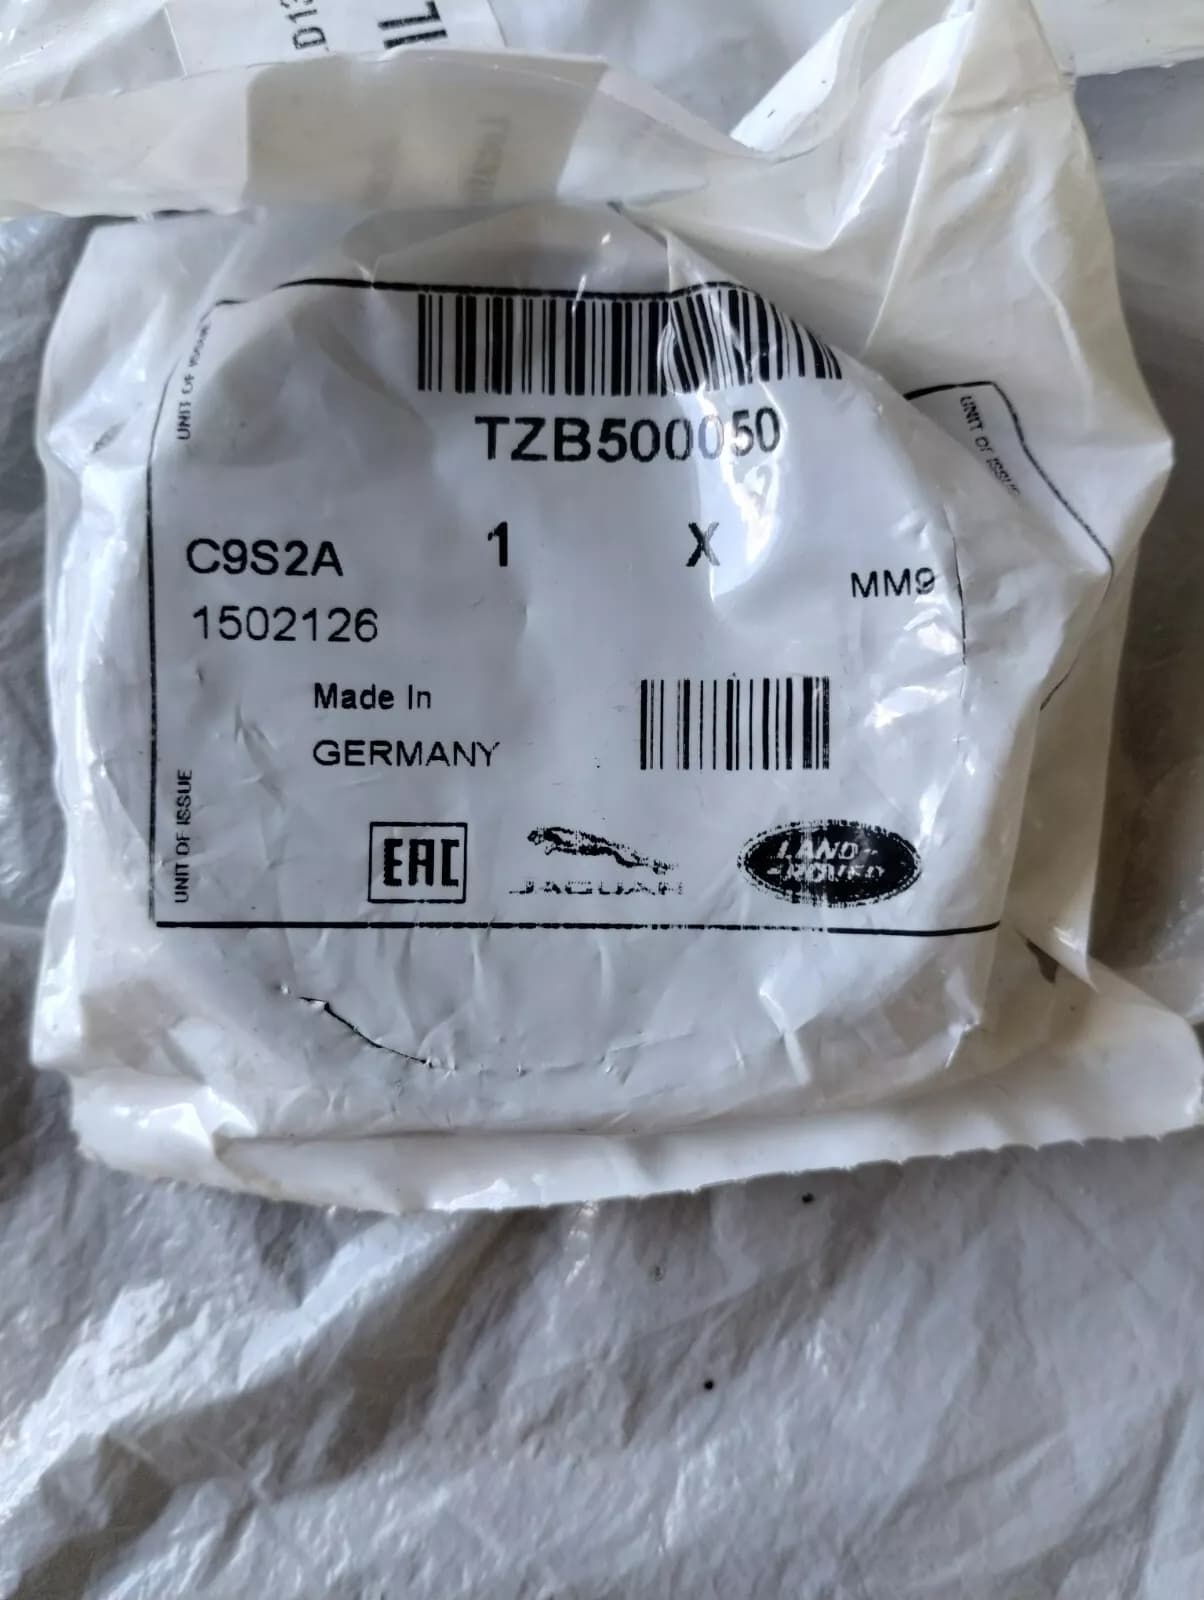 UNIT OF ISSUE
TZB500050
UNIT OF ISSUE
C9S2A 1 X
MM9
1502126
Made In
GERMANY
UNIT OF ISSUE
EAC
JAGUAR
LAND-
-ROVER